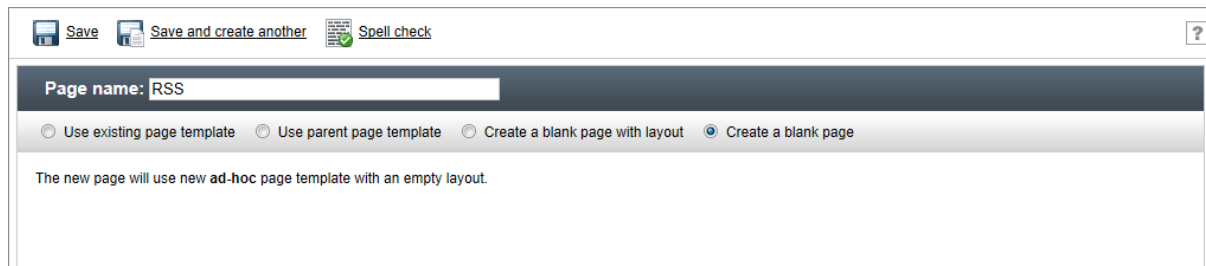 Save Save and create another Spell check ?
Page name: RSS
Use existing page template Use parent page template Create a blank page with layout Create a blank page
The new page will use new ad-hoc page template with an empty layout.